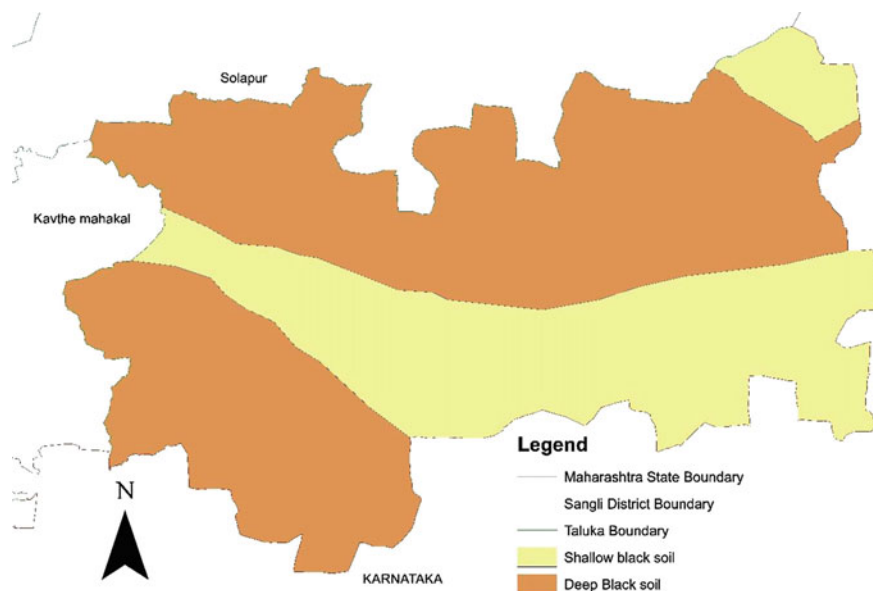 Solapur
Kavthe mahakal
Legend
Maharashtra State Boundary
Sangli District Boundary
Taluka Boundary
Shallow black soil
Deep Black soil
N
KARNATAKA